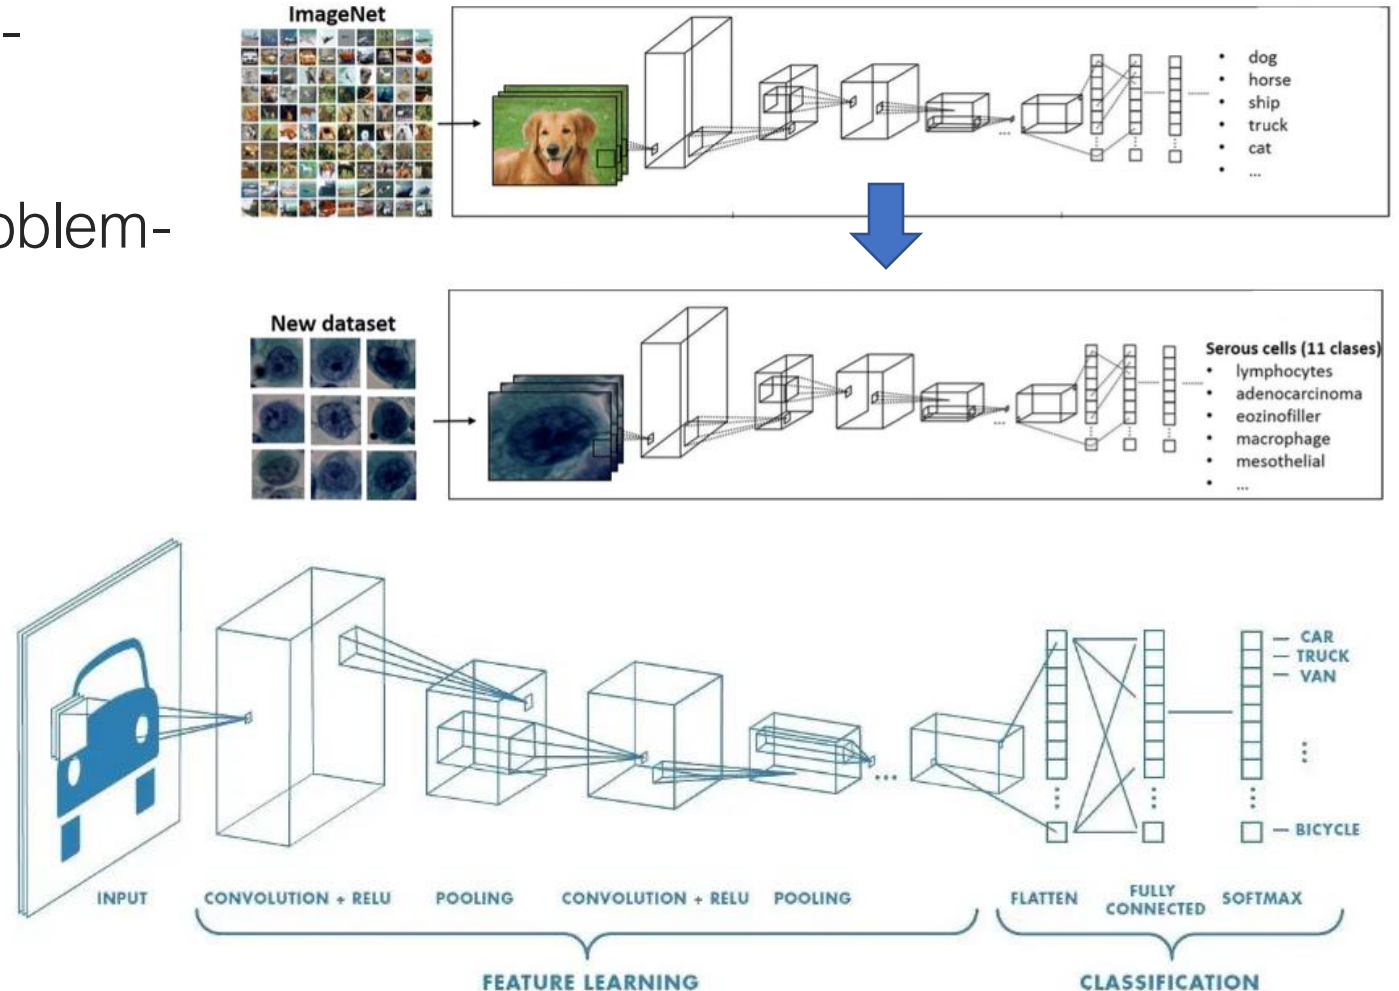 -
oblem-
ImageNet
dog
horse
ship
truck
cat
...
New dataset
Serous cells (11 clases)
lymphocytes
adenocarcinoma
eozinofiller
macrophage
mesothelial
...
CAR
TRUCK
VAN
BICYCLE
INPUT
CONVOLUTION + RELU
POOLING
CONVOLUTION + RELU
POOLING
FLATTEN
FULLY
CONNECTED
SOFTMAX
FEATURE LEARNING
CLASSIFICATION